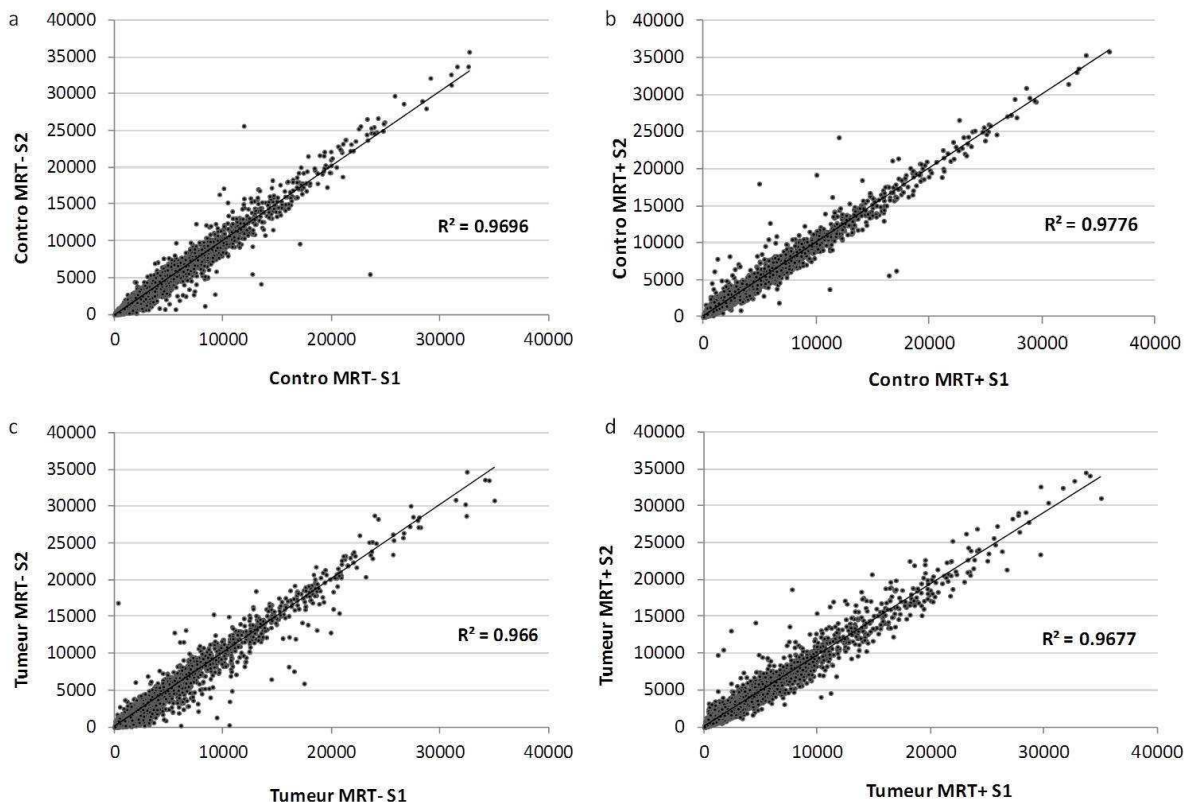 a
40000
35000
30000
25000
20000
15000
10000
5000
0
Contro MRT- S2
R² = 0.9696
0 10000 20000 30000 40000
Contro MRT- S1
b
40000
35000
30000
25000
20000
15000
10000
5000
0
Contro MRT+ S2
R² = 0.9776
0 10000 20000 30000 40000
Contro MRT+ S1
c
40000
35000
30000
25000
20000
15000
10000
5000
0
Tumeur MRT- S2
R² = 0.966
0 10000 20000 30000 40000
Tumeur MRT- S1
d
40000
35000
30000
25000
20000
15000
10000
5000
0
Tumeur MRT+ S2
R² = 0.9677
0 10000 20000 30000 40000
Tumeur MRT+ S1